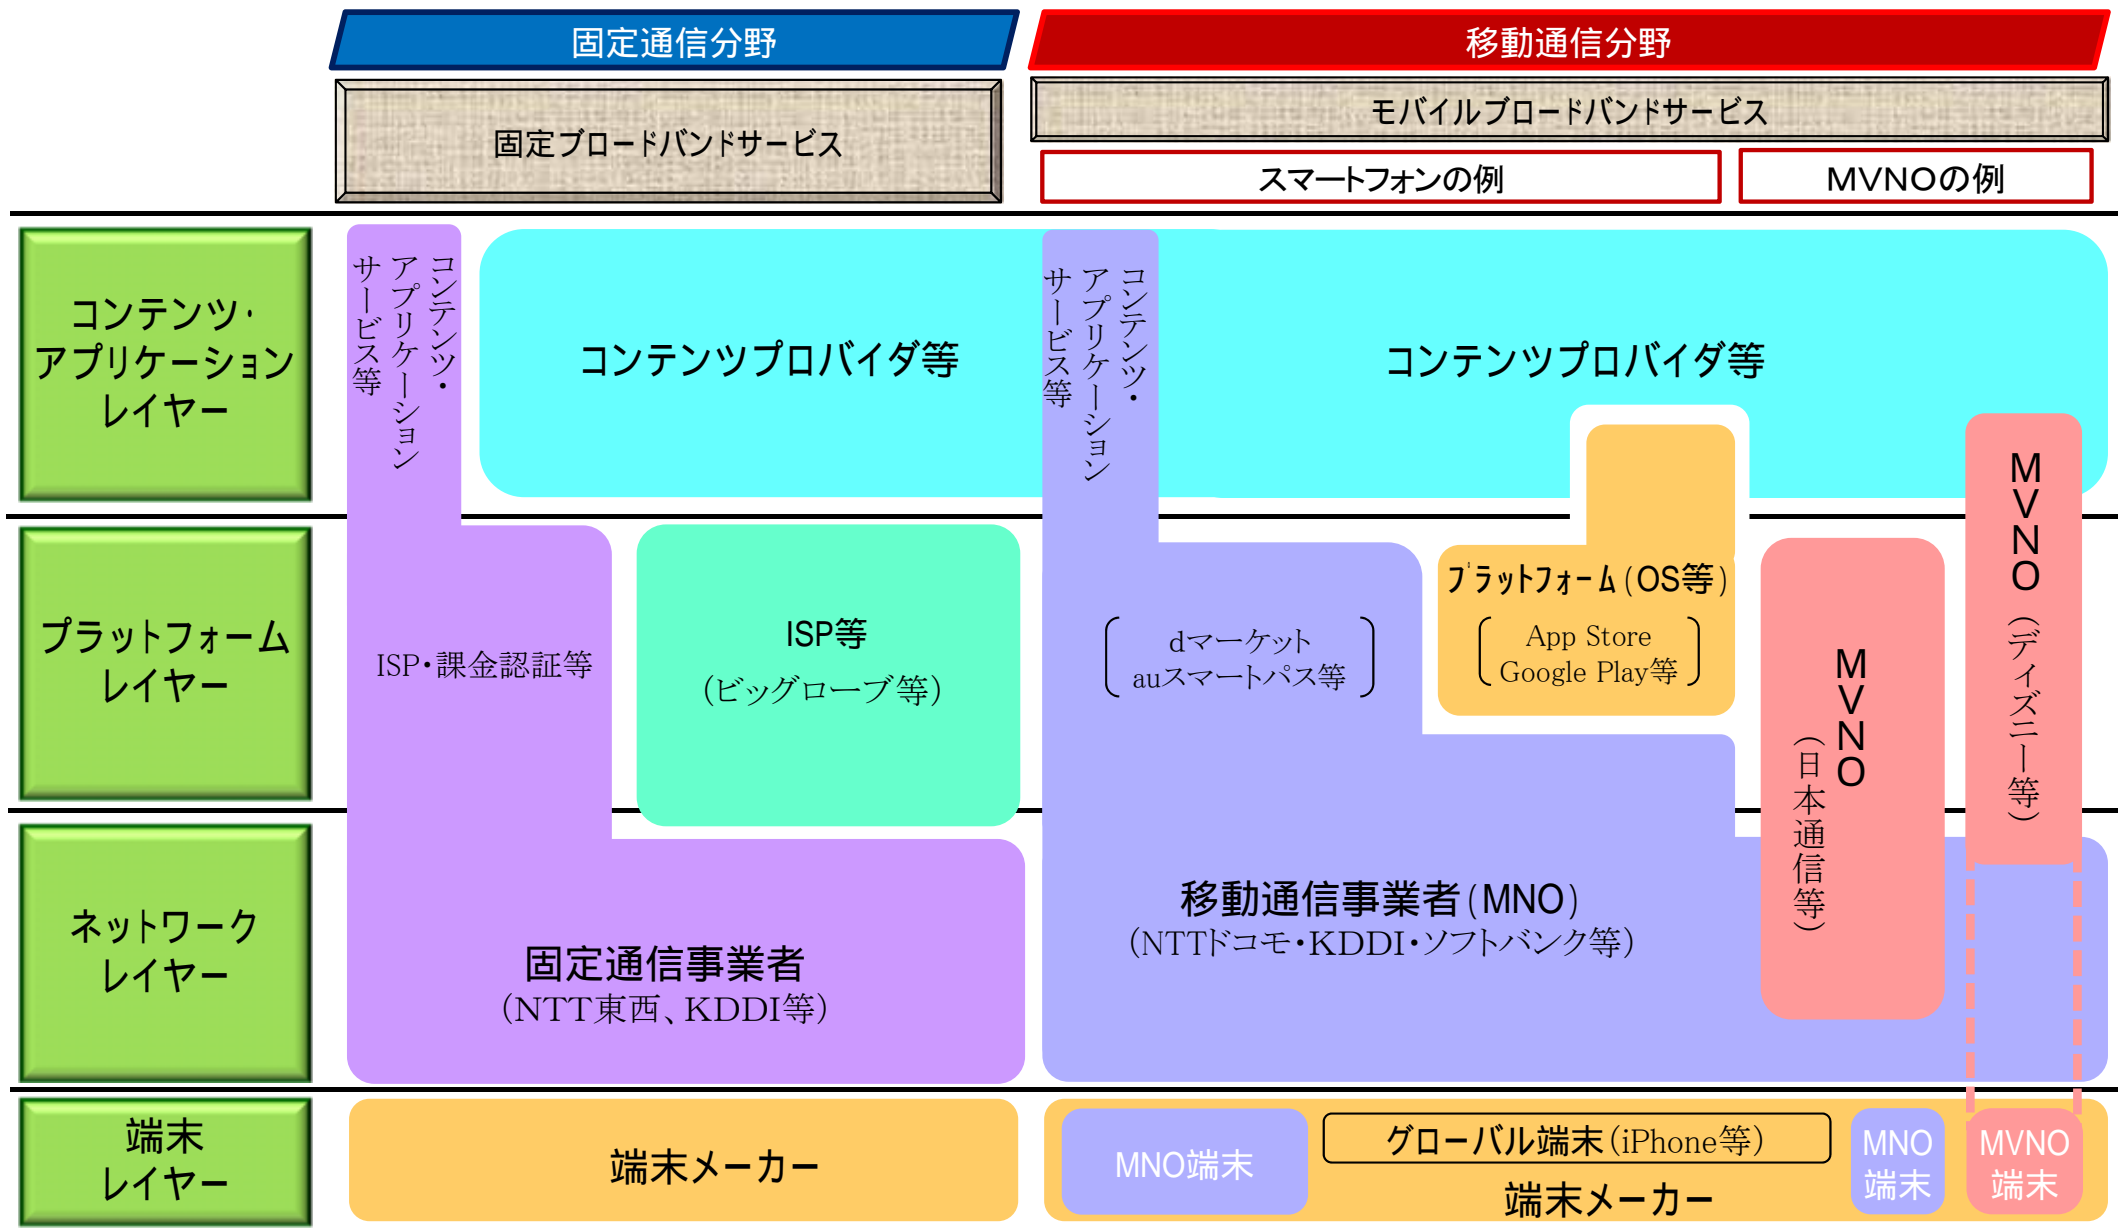 固定通信分野
移動通信分野
固定ブロードバンドサービス
モバイルブロードバンドサービス
スマートフォンの例
MVNOの例
コンテンツ・
アプリケーション
レイヤー
コンテンツ・
アプリケーション
サービス等
コンテンツプロバイダ等
コンテンツ・
アプリケーション
サービス等
コンテンツプロバイダ等
プラットフォーム
レイヤー
ISP・課金認証等
ISP等
(ビッグローブ等)
dマーケット
auスマートパス等
プラットフォーム(OS等)
App Store
Google Play等
MVNO
(日本通信等)
MVNO(ディズニー等)
ネットワーク
レイヤー
固定通信事業者
(NTT東西、KDDI等)
移動通信事業者(MNO)
(NTTドコモ・KDDI・ソフトバンク等)
端末
レイヤー
端末メーカー
MNO端末
グローバル端末(iPhone等)
端末メーカー
MNO
端末
MVNO
端末